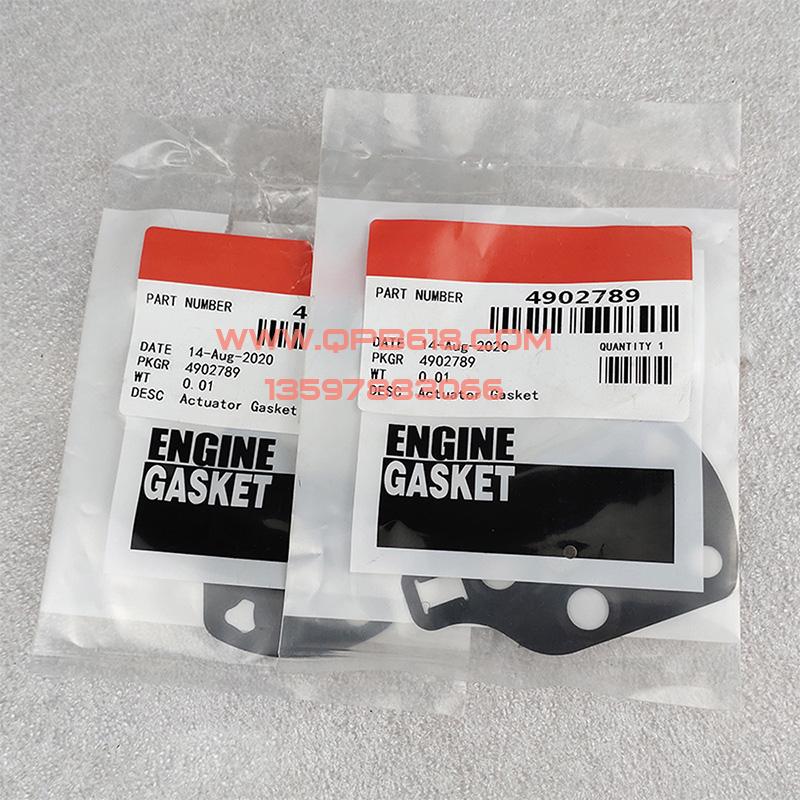 PART NUMBER
4
DATE 14-Aug-2020
PKGR 4902789
WT 0.01
DESC Actuator Gasket
ENGINE
GASKET
PART NUMBER 4902789
DATE 14-Aug-2020 QUANTITY 1
PKGR 4902789
WT 0.01
DESC Actuator Gasket
ENGINE
GASKET
WWW.QPB618.COM
13597883066